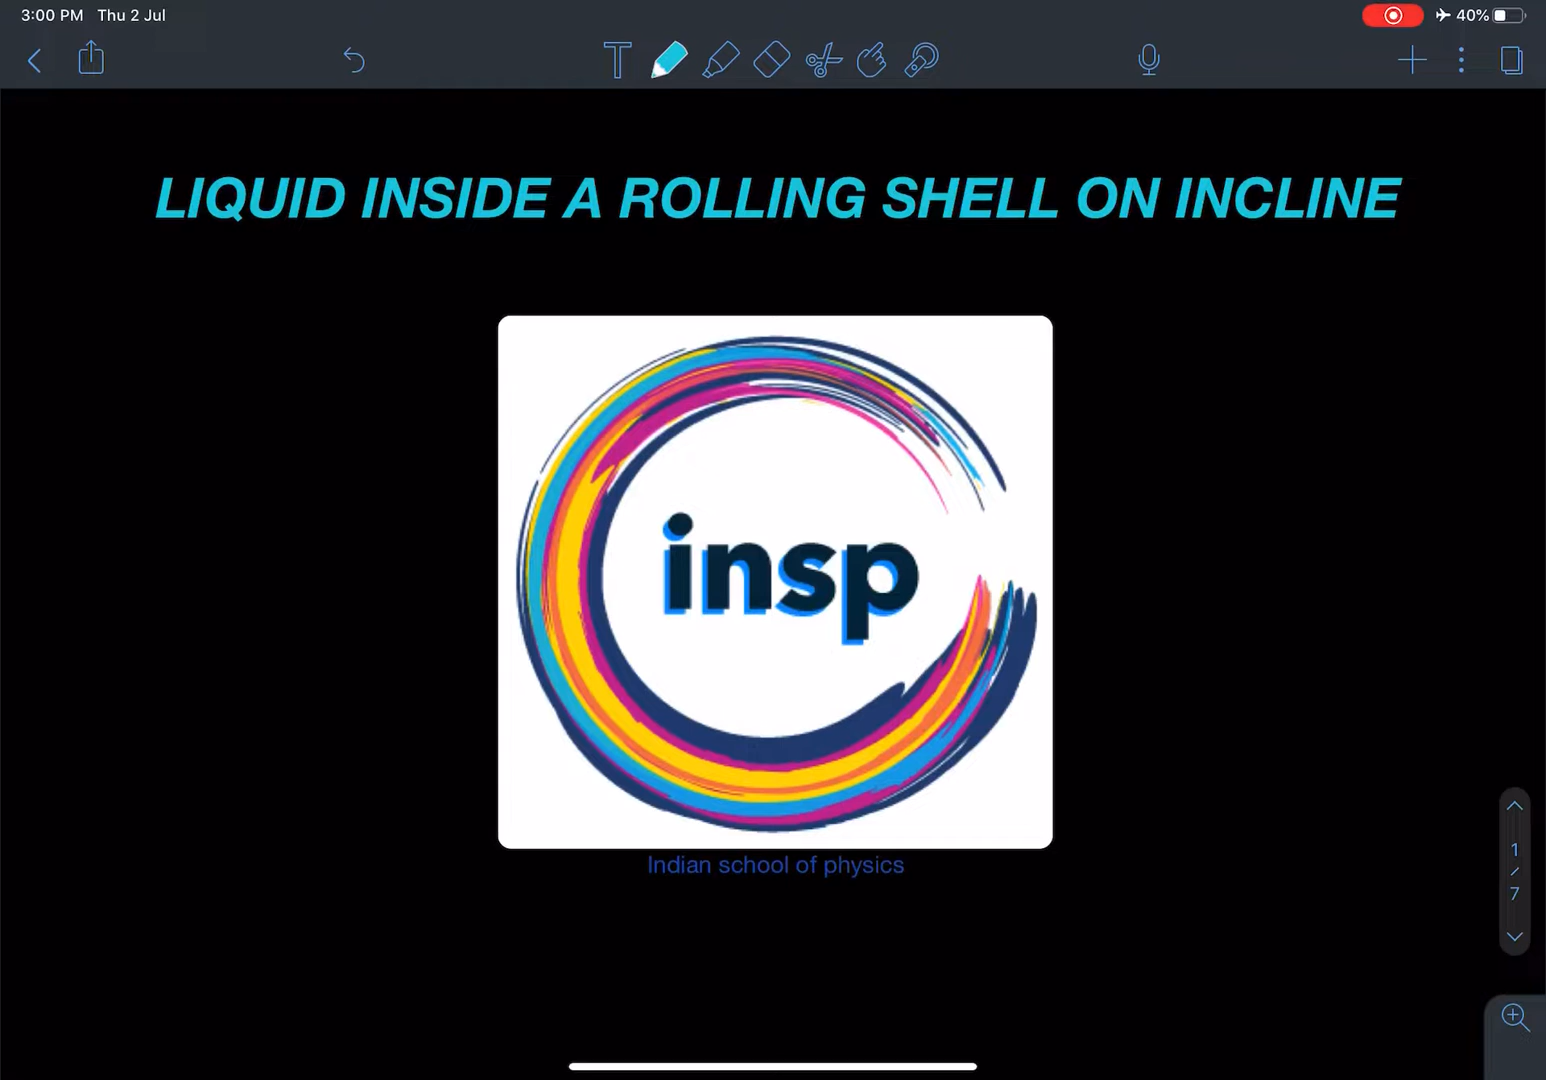 3:00 PM Thu 2 Jul
40%
T
LIQUID INSIDE A ROLLING SHELL ON INCLINE
insp
Indian school of physics
1
/
7